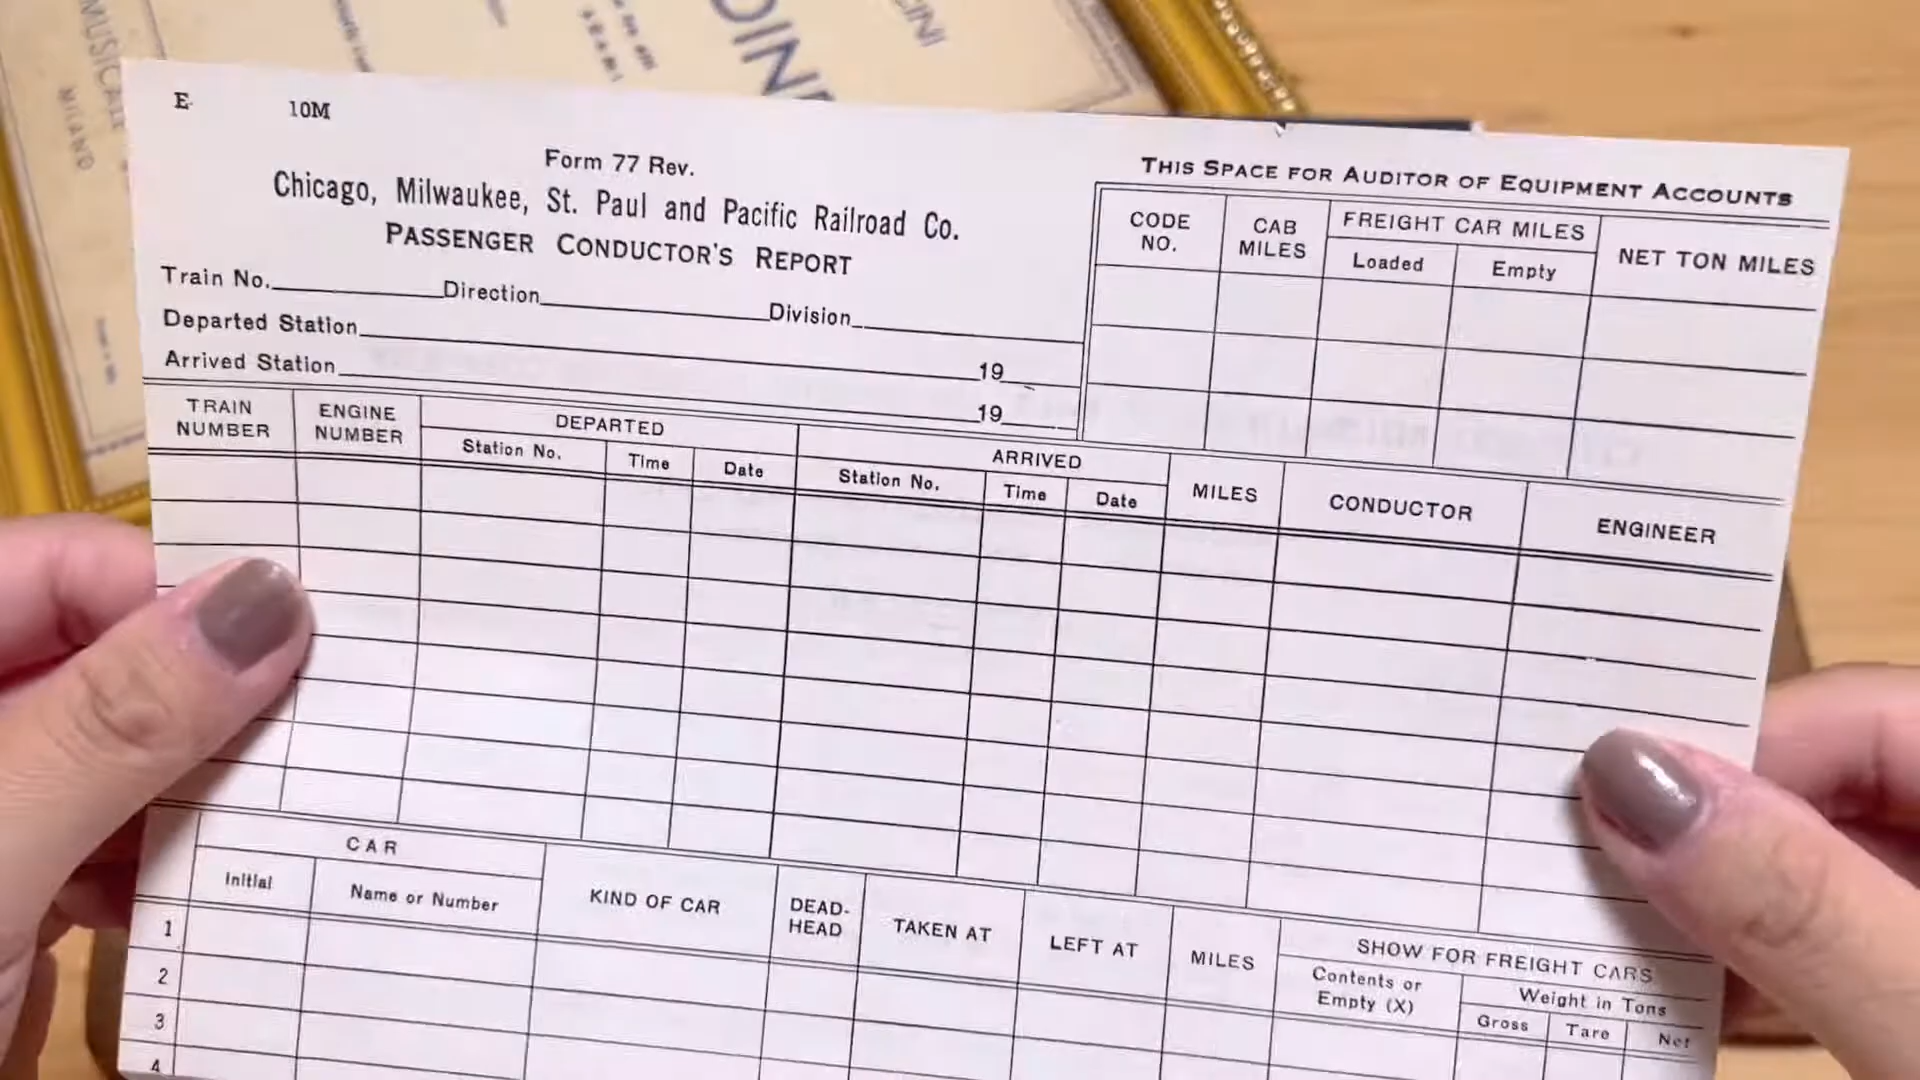 MUSICALE
MILANO
E 10M
Form 77 Rev.
Chicago, Milwaukee, St. Paul and Pacific Railroad Co.
PASSENGER CONDUCTOR'S REPORT
Train No. Direction Division
Departed Station 19
Arrived Station 19
THIS SPACE FOR AUDITOR OF EQUIPMENT ACCOUNTS
CODE NO. CAB MILES FREIGHT CAR MILES NET TON MILES
Loaded Empty
TRAIN NUMBER ENGINE NUMBER DEPARTED ARRIVED MILES CONDUCTOR ENGINEER
Station No. Time Date Station No. Time Date
CAR KIND OF CAR DEAD-HEAD TAKEN AT LEFT AT MILES SHOW FOR FREIGHT CARS
Initial Name or Number Contents or Empty (X) Weight in Tons
Gross Tare Net
1
2
3
4